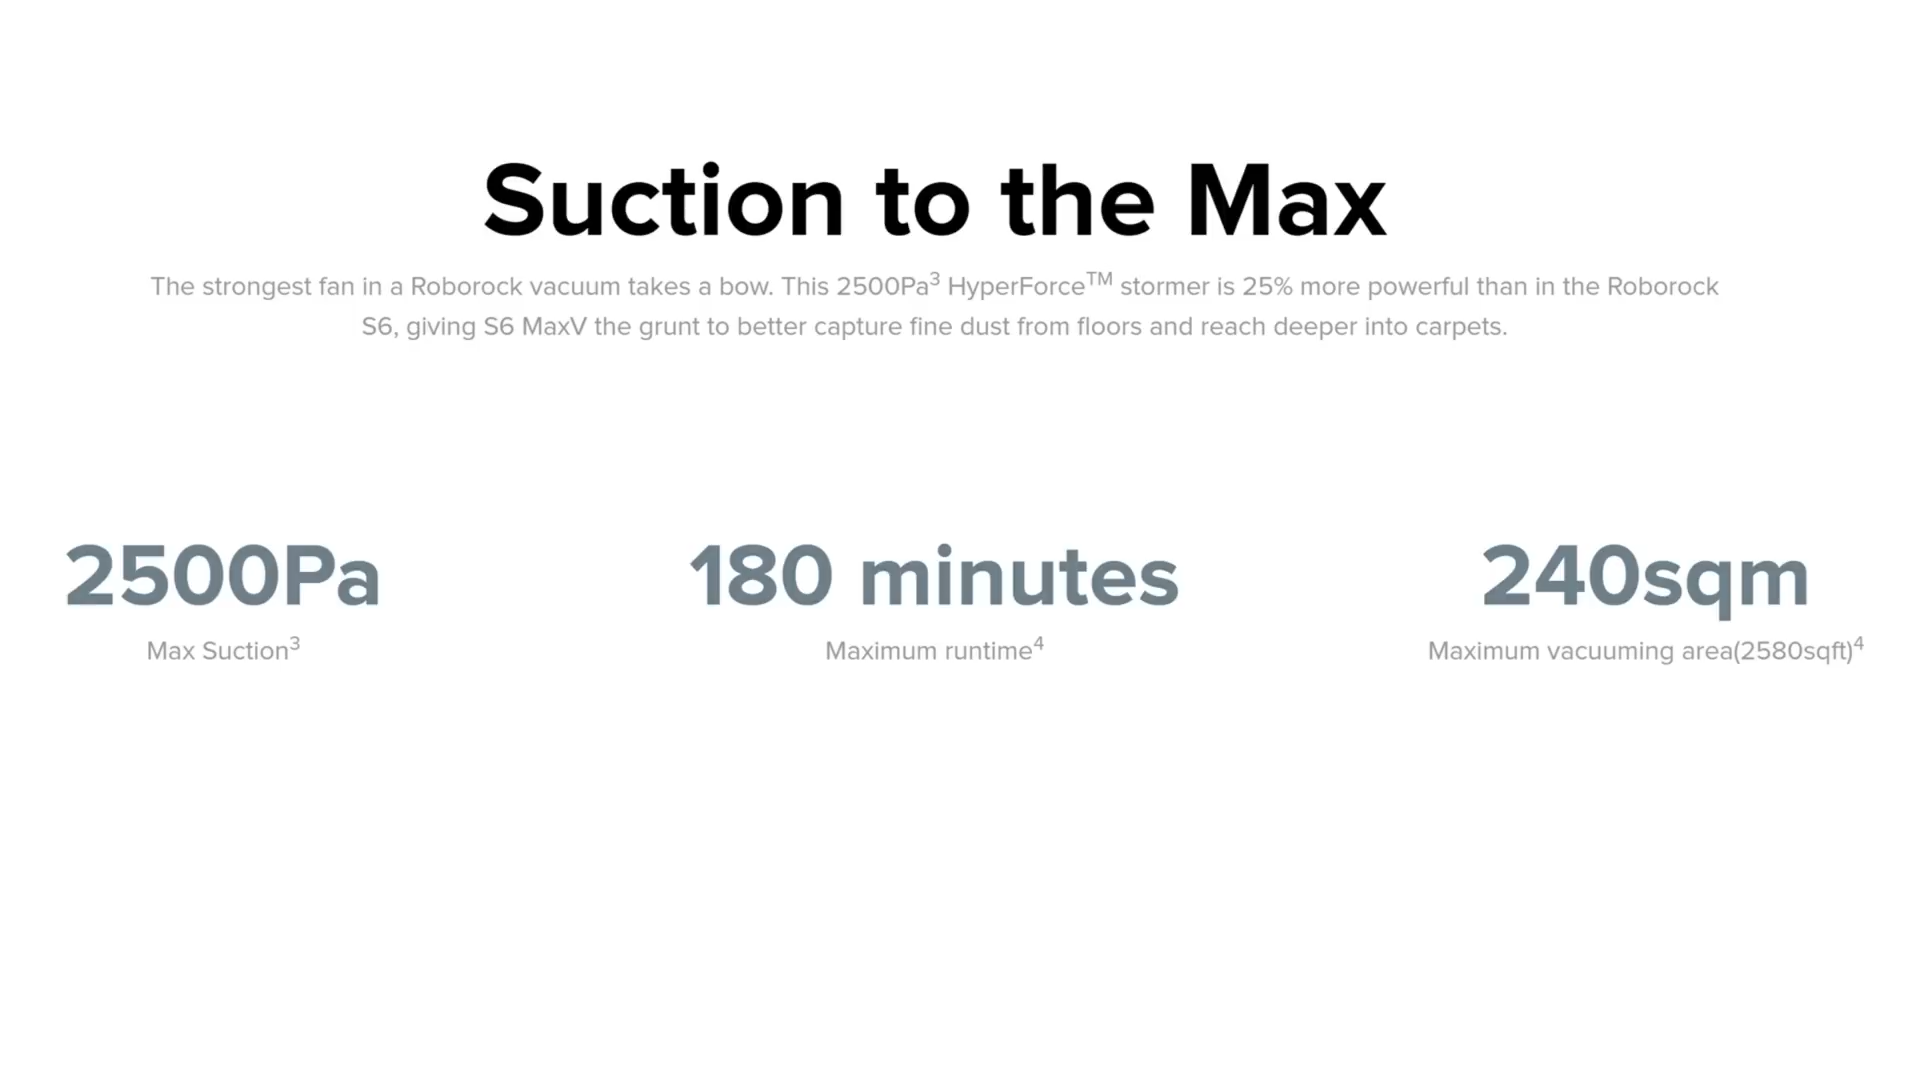 Suction to the Max
The strongest fan in a Roborock vacuum takes a bow. This 2500Pa³ HyperForce™ stormer is 25% more powerful than in the Roborock
S6, giving S6 MaxV the grunt to better capture fine dust from floors and reach deeper into carpets.
2500Pa
Max Suction³
180 minutes
Maximum runtime⁴
240sqm
Maximum vacuuming area(2580sqft)⁴